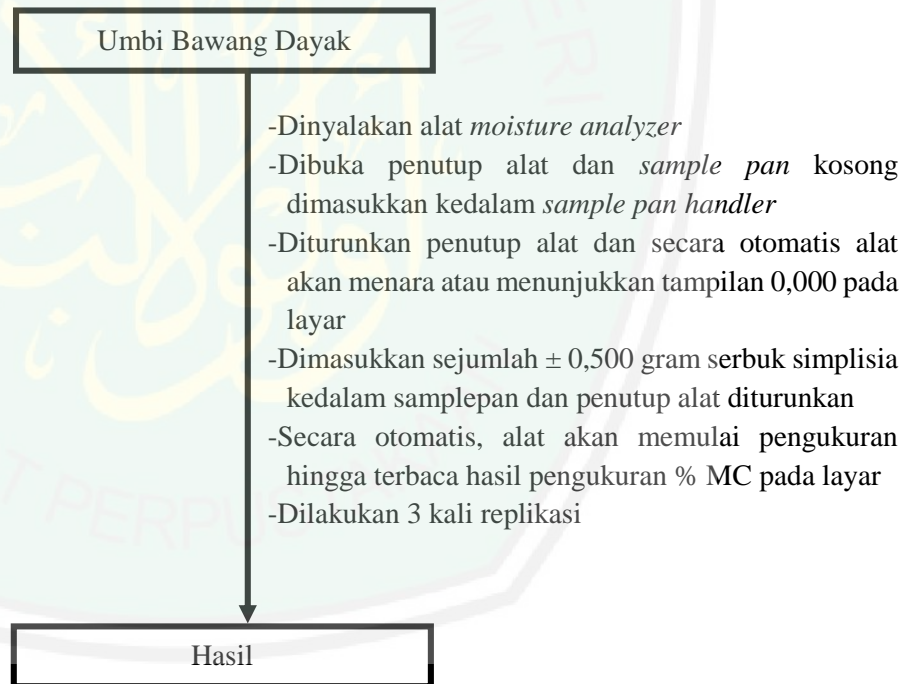 Umbi Bawang Dayak
-Dinyalakan alat moisture analyzer
-Dibuka penutup alat dan sample pan kosong
dimasukkan kedalam sample pan handler
-Diturunkan penutup alat dan secara otomatis alat
akan menara atau menunjukkan tampilan 0,000 pada
layar
-Dimasukkan sejumlah ± 0,500 gram serbuk simplisia
kedalam samplepan dan penutup alat diturunkan
-Secara otomatis, alat akan memulai pengukuran
hingga terbaca hasil pengukuran % MC pada layar
-Dilakukan 3 kali replikasi
Hasil